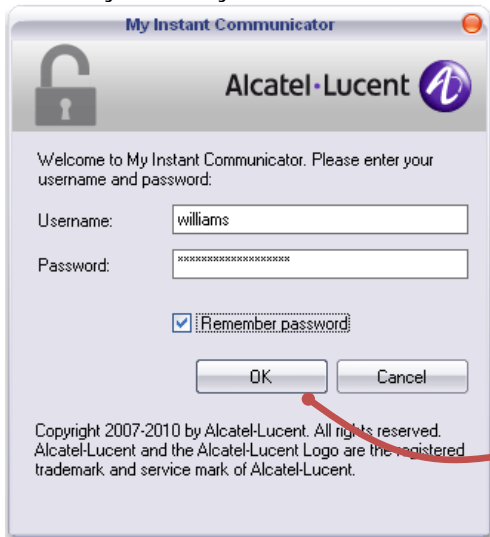 My Instant Communicator
Alcatel·Lucent
Welcome to My Instant Communicator. Please enter your
username and password:
Username: williams
Password: *******************
Remember password
OK Cancel
Copyright 2007-2010 by Alcatel-Lucent. All rights reserved.
Alcatel-Lucent and the Alcatel-Lucent Logo are the registered
trademark and service mark of Alcatel-Lucent.